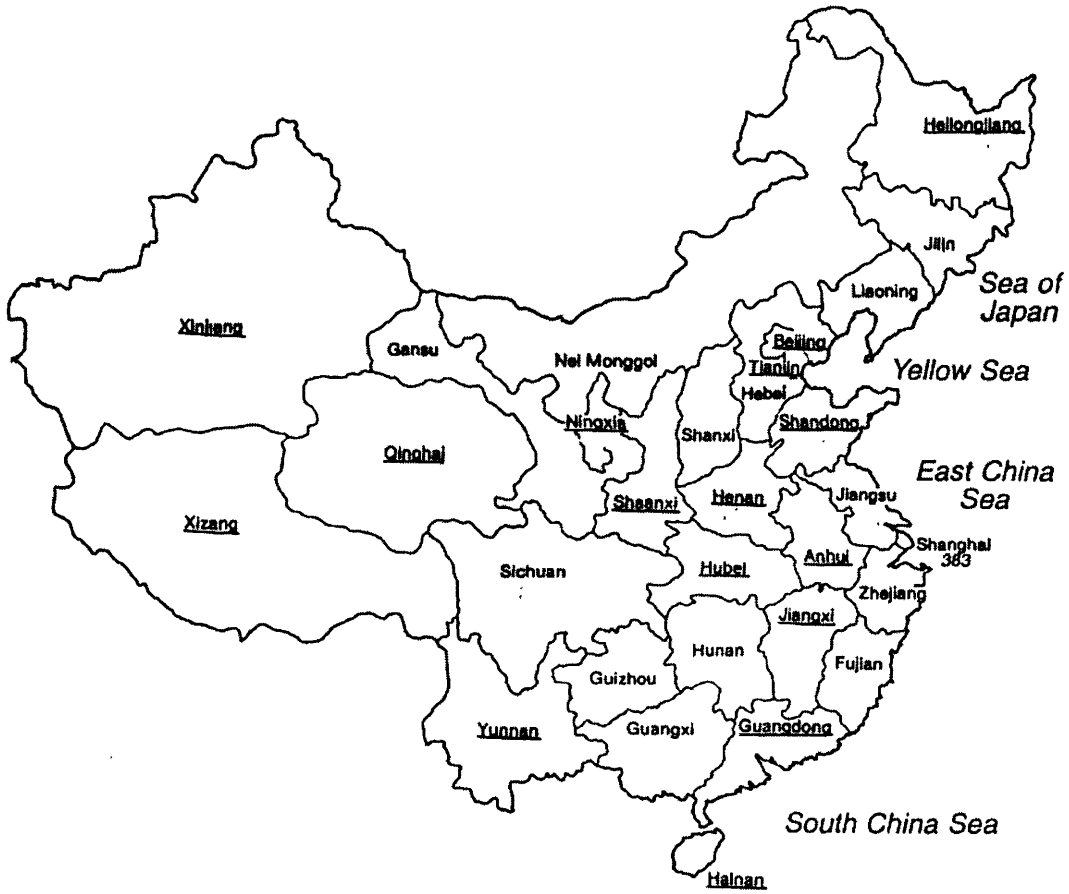 Heilongjiang
Jilin
Liaoning
Sea of
Japan
Xinjiang
Gansu
Nei Monggol
Beijing
Tianjin
Hebei
Yellow Sea
Ningxia
Shanxi
Shandong
Qinghai
East China
Sea
Xizang
Shaanxi
Henan
Jiangsu
Shanghai
383
Sichuan
Hubei
Anhui
Zhejiang
Jiangxi
Hunan
Fujian
Guizhou
Yunnan
Guangxi
Guangdong
South China Sea
Hainan